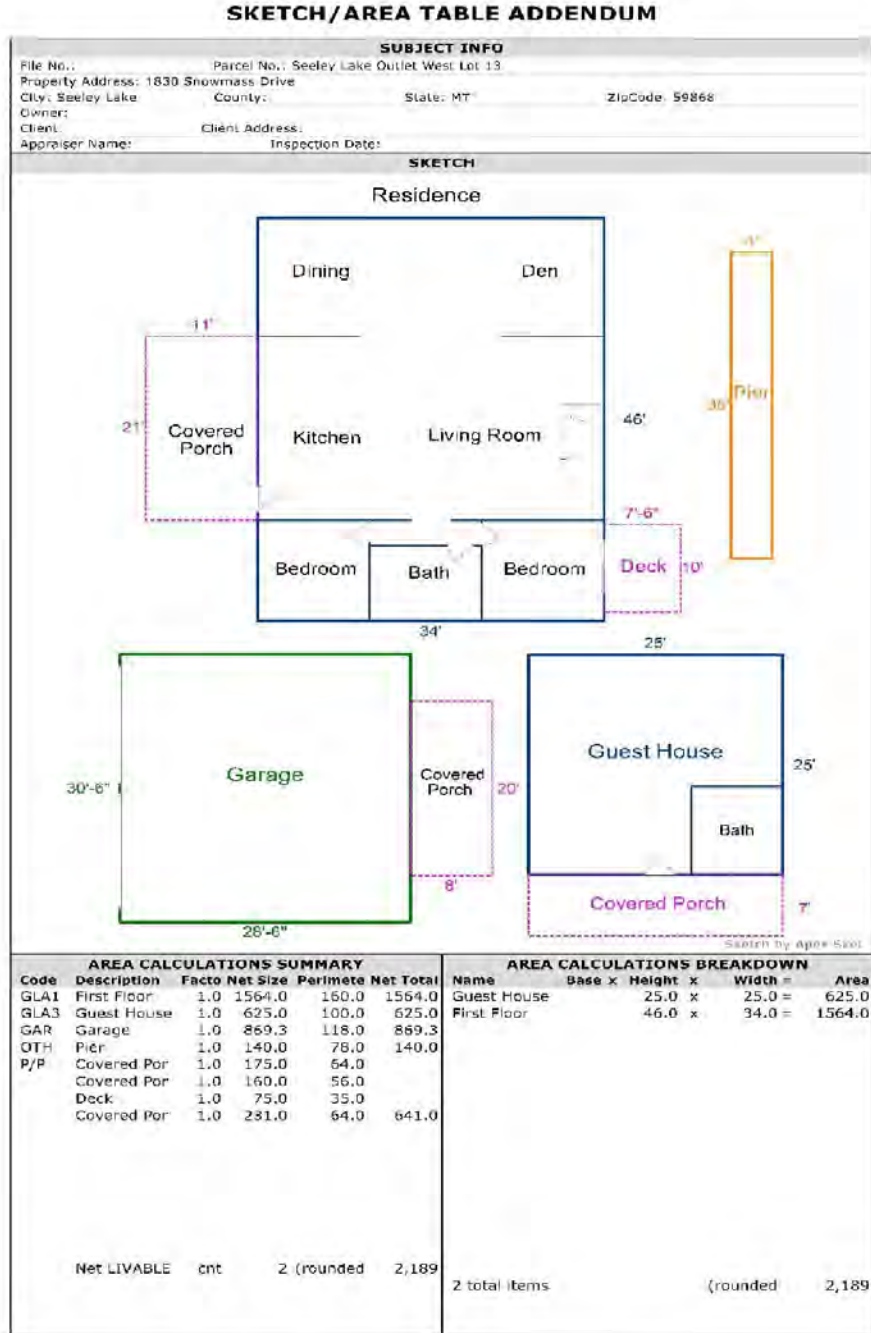 SKETCH/AREA TABLE ADDENDUM
SUBJECT INFO
File No.: Parcel No.: Seeley Lake Outlet West Lot 13
Property Address: 1830 Snowmass Drive
City: Seeley Lake County: State: MT ZipCode: 59868
Owner:
Client: Client Address:
Appraiser Name: Inspection Date:
SKETCH
Residence
4'
Dining Den
11'
35' Pier
21' Covered Porch Kitchen Living Room 46'
7'-6"
Bedroom Bath Bedroom Deck 10'
34'
25'
30'-6" Garage Covered Porch 20' Guest House 25'
Bath
8'
Covered Porch 7'
28'-6"
Sketch by Apex Sket
AREA CALCULATIONS SUMMARY
Code Description Facto Net Size Perimete Net Total
GLA1 First Floor 1.0 1564.0 160.0 1564.0
GLA3 Guest House 1.0 625.0 100.0 625.0
GAR Garage 1.0 869.3 118.0 869.3
OTH Pier 1.0 140.0 78.0 140.0
P/P Covered Por 1.0 175.0 64.0
Covered Por 1.0 160.0 56.0
Deck 1.0 75.0 35.0
Covered Por 1.0 231.0 64.0 641.0
Net LIVABLE cnt 2 (rounded 2,189
AREA CALCULATIONS BREAKDOWN
Name Base x Height x Width = Area
Guest House 25.0 x 25.0 = 625.0
First Floor 46.0 x 34.0 = 1564.0
2 total items (rounded 2,189